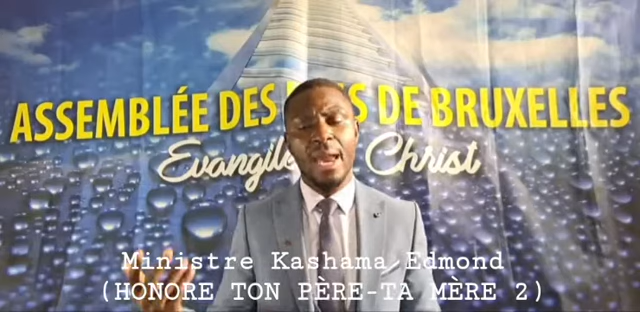 ASSEMBLÉE DES DE BRUXELLES
Evangile Christ
Ministre Kashama Edmond
(HONORE TON PÈRE-TA MÈRE 2)